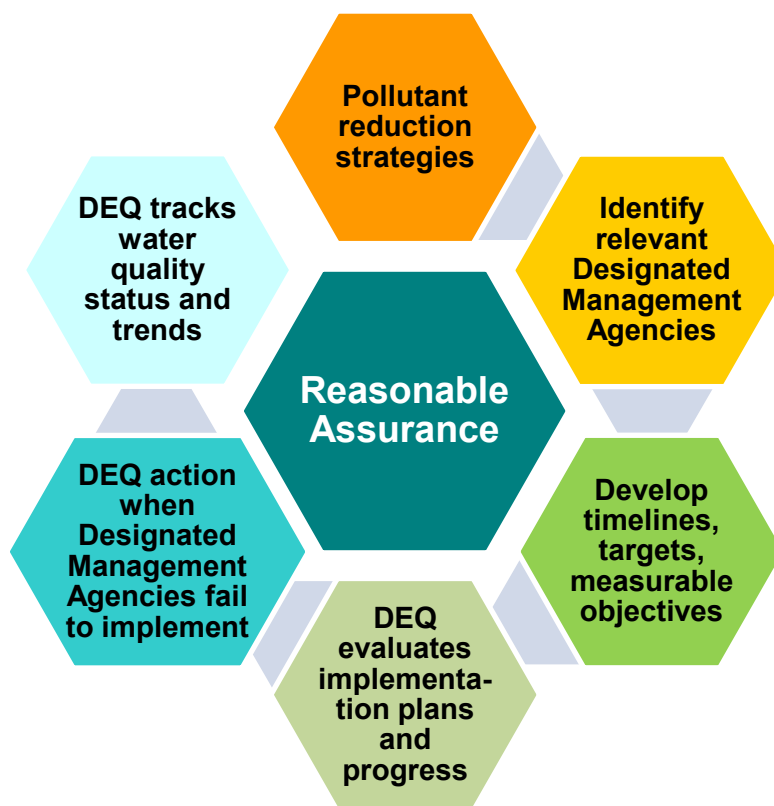 Pollutant
reduction
strategies
Identify
relevant
Designated
Management
Agencies
Develop
timelines,
targets,
measurable
objectives
DEQ
evaluates
implementa-
tion plans
and
progress
DEQ action
when
Designated
Management
Agencies fail
to implement
DEQ tracks
water
quality
status and
trends
Reasonable
Assurance